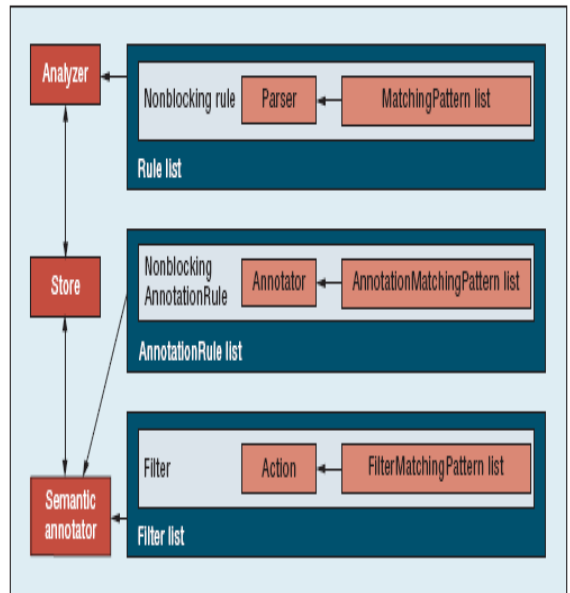 Analyzer
Nonblocking rule
Parser
MatchingPattern list
Rule list
Store
Nonblocking
AnnotationRule
Annotator
AnnotationMatchingPattern list
AnnotationRule list
Semantic
annotator
Filter
Action
FilterMatchingPattern list
Filter list